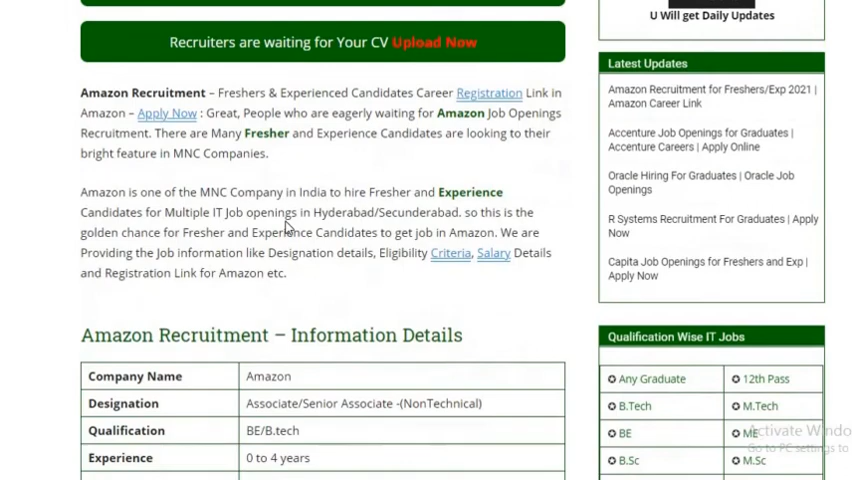 U Will get Daily Updates
Recruiters are waiting for Your CV Upload Now
Amazon Recruitment – Freshers & Experienced Candidates Career Registration Link in
Amazon – Apply Now : Great, People who are eagerly waiting for Amazon Job Openings
Recruitment. There are Many Fresher and Experience Candidates are looking to their
bright feature in MNC Companies.
Amazon is one of the MNC Company in India to hire Fresher and Experience
Candidates for Multiple IT Job openings in Hyderabad/Secunderabad. so this is the
golden chance for Fresher and Experience Candidates to get job in Amazon. We are
Providing the Job information like Designation details, Eligibility Criteria, Salary Details
and Registration Link for Amazon etc.
Amazon Recruitment – Information Details
Company Name Amazon
Designation Associate/Senior Associate -(NonTechnical)
Qualification BE/B.tech
Experience 0 to 4 years
Latest Updates
Amazon Recruitment for Freshers/Exp 2021 |
Amazon Career Link
Accenture Job Openings for Graduates |
Accenture Careers | Apply Online
Oracle Hiring For Graduates | Oracle Job
Openings
R Systems Recruitment For Graduates | Apply
Now
Capita Job Openings for Freshers and Exp |
Apply Now
Qualification Wise IT Jobs
✪ Any Graduate ✪ 12th Pass
✪ B.Tech ✪ M.Tech
✪ BE ✪ ME
✪ B.Sc ✪ M.Sc
Activate Windo
Go to PC settings to